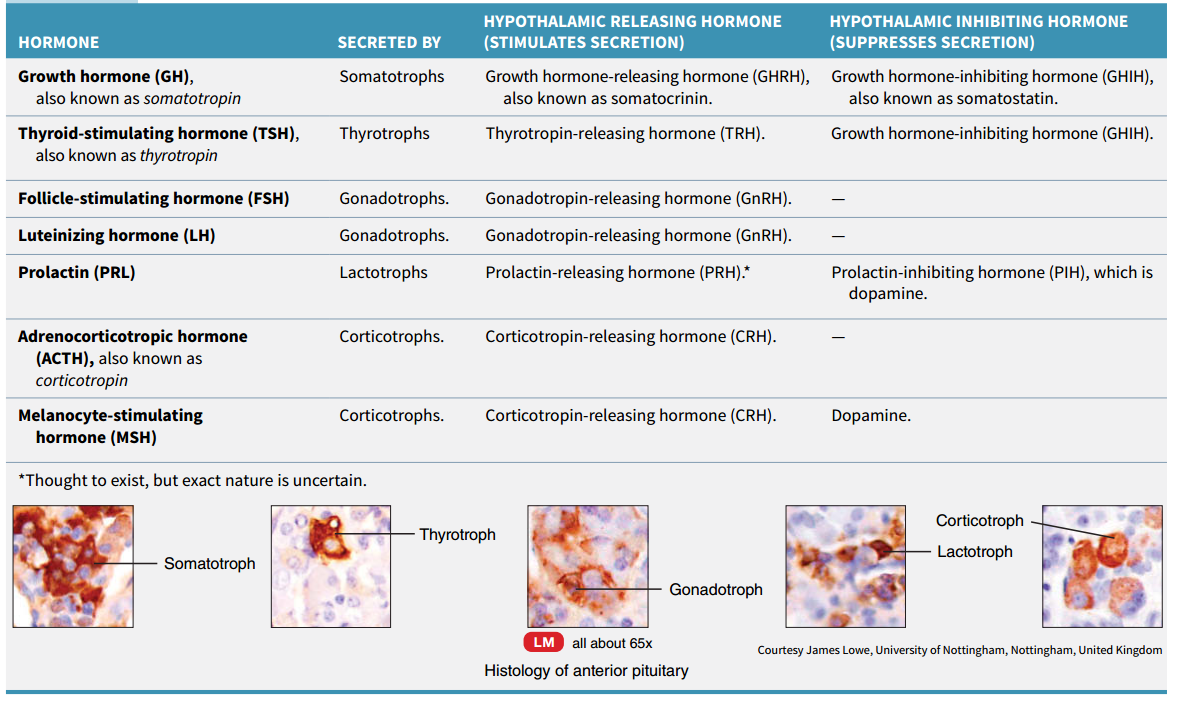 HORMONE
SECRETED BY
HYPOTHALAMIC RELEASING HORMONE
(STIMULATES SECRETION)
HYPOTHALAMIC INHIBITING HORMONE
(SUPPRESSES SECRETION)
Growth hormone (GH),
also known as somatotropin
Somatotrophs
Growth hormone-releasing hormone (GHRH),
also known as somatocrinin.
Growth hormone-inhibiting hormone (GHIH),
also known as somatostatin.
Thyroid-stimulating hormone (TSH),
also known as thyrotropin
Thyrotrophs
Thyrotropin-releasing hormone (TRH).
Growth hormone-inhibiting hormone (GHIH).
Follicle-stimulating hormone (FSH)
Gonadotrophs.
Gonadotropin-releasing hormone (GnRH).
—
Luteinizing hormone (LH)
Gonadotrophs.
Gonadotropin-releasing hormone (GnRH).
—
Prolactin (PRL)
Lactotrophs
Prolactin-releasing hormone (PRH).*
Prolactin-inhibiting hormone (PIH), which is
dopamine.
Adrenocorticotropic hormone
(ACTH), also known as
corticotropin
Corticotrophs.
Corticotropin-releasing hormone (CRH).
—
Melanocyte-stimulating
hormone (MSH)
Corticotrophs.
Corticotropin-releasing hormone (CRH).
Dopamine.
*Thought to exist, but exact nature is uncertain.
Somatotroph
Thyrotroph
Gonadotroph
Corticotroph
Lactotroph
LM all about 65x
Courtesy James Lowe, University of Nottingham, Nottingham, United Kingdom
Histology of anterior pituitary